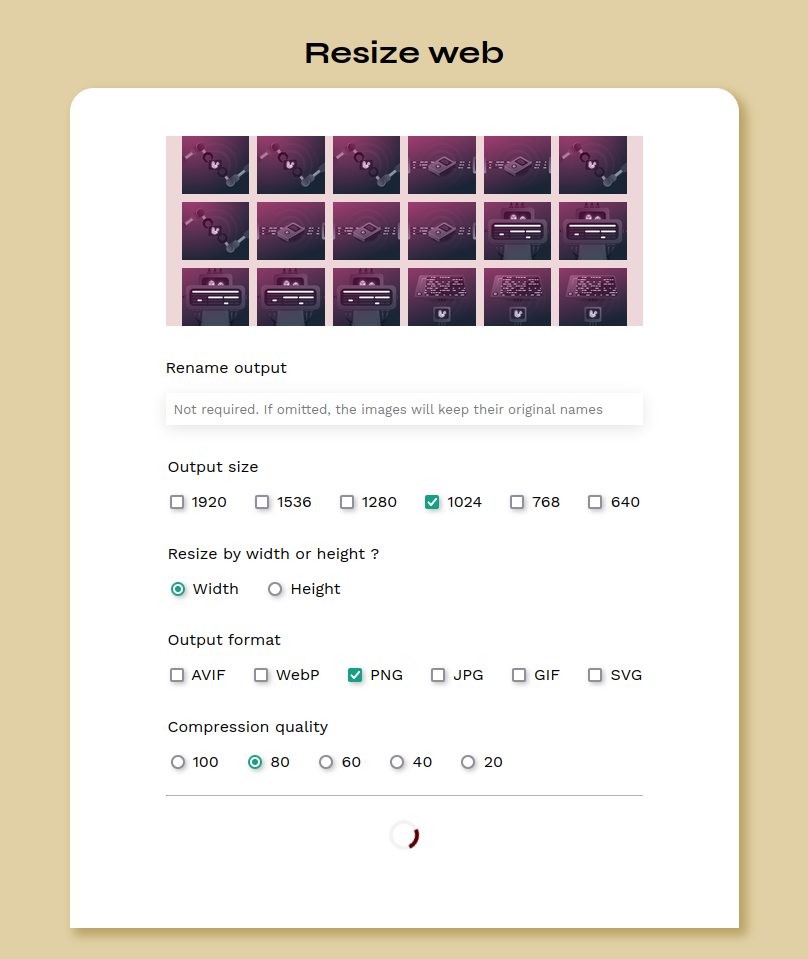 Resize web
Rename output
Not required. If omitted, the images will keep their original names
Output size
1920 1536 1280 1024 768 640
Resize by width or height ?
Width Height
Output format
AVIF WebP PNG JPG GIF SVG
Compression quality
100 80 60 40 20